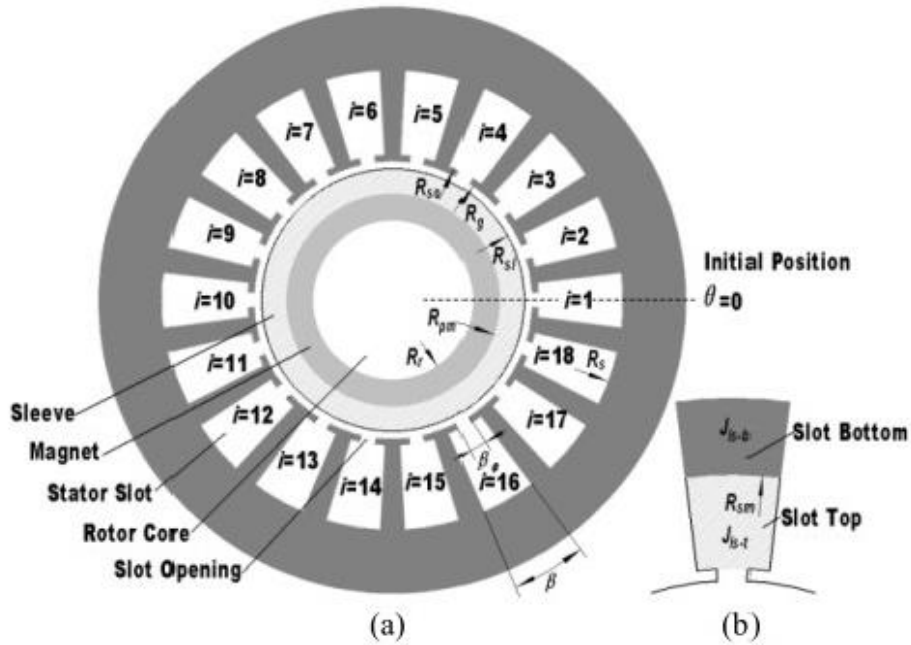 i=6
i=5
i=7
i=4
i=8
i=3
i=9
i=2
i=10
i=1
i=11
i=18
i=12
i=17
i=13
i=14
i=15
i=16
R_so
R_g
R_sl
R_pm
R_r
R_s
Initial Position
θ=0
Sleeve
Magnet
Stator Slot
Rotor Core
Slot Opening
β_o
β
J_is-b
Slot Bottom
R_sm
Slot Top
J_is-t
(a)
(b)